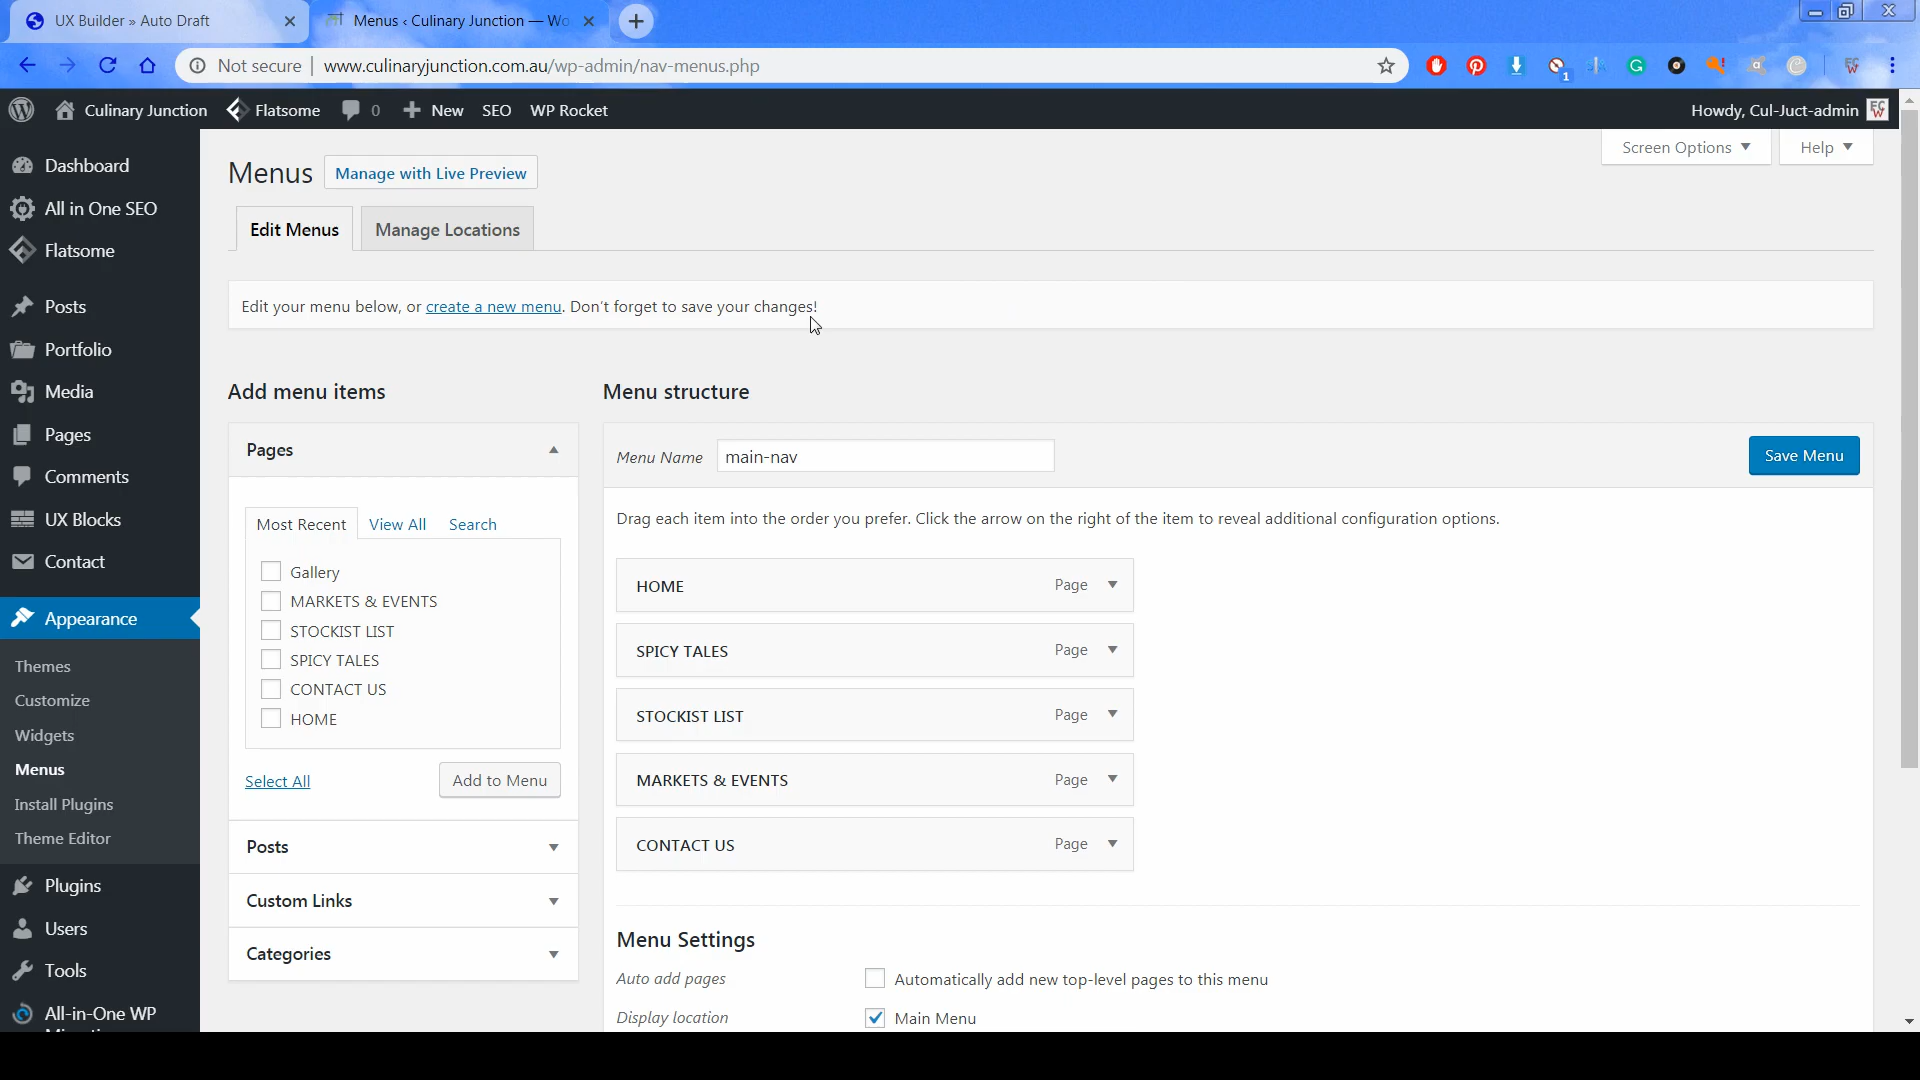 UX Builder » Auto Draft
Menus ‹ Culinary Junction — Wo
Not secure | www.culinaryjunction.com.au/wp-admin/nav-menus.php
1
Culinary Junction Flatsome 0 New SEO WP Rocket
Howdy, Cul-Juct-admin
Screen Options
Help
Dashboard
All in One SEO
Flatsome
Posts
Portfolio
Media
Pages
Comments
UX Blocks
Contact
Appearance
Themes
Customize
Widgets
Menus
Install Plugins
Theme Editor
Plugins
Users
Tools
All-in-One WP
Menus
Manage with Live Preview
Edit Menus
Manage Locations
Edit your menu below, or create a new menu. Don't forget to save your changes!
Add menu items
Pages
Most Recent View All Search
Gallery
MARKETS & EVENTS
STOCKIST LIST
SPICY TALES
CONTACT US
HOME
Select All
Add to Menu
Posts
Custom Links
Categories
Menu structure
Menu Name main-nav
Save Menu
Drag each item into the order you prefer. Click the arrow on the right of the item to reveal additional configuration options.
HOME Page
SPICY TALES Page
STOCKIST LIST Page
MARKETS & EVENTS Page
CONTACT US Page
Menu Settings
Auto add pages Automatically add new top-level pages to this menu
Display location Main Menu